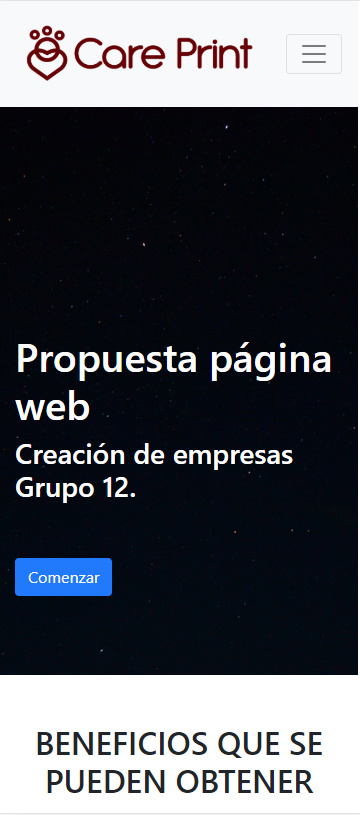 Care Print
Propuesta página
web
Creación de empresas
Grupo 12.
Comenzar
BENEFICIOS QUE SE
PUEDEN OBTENER